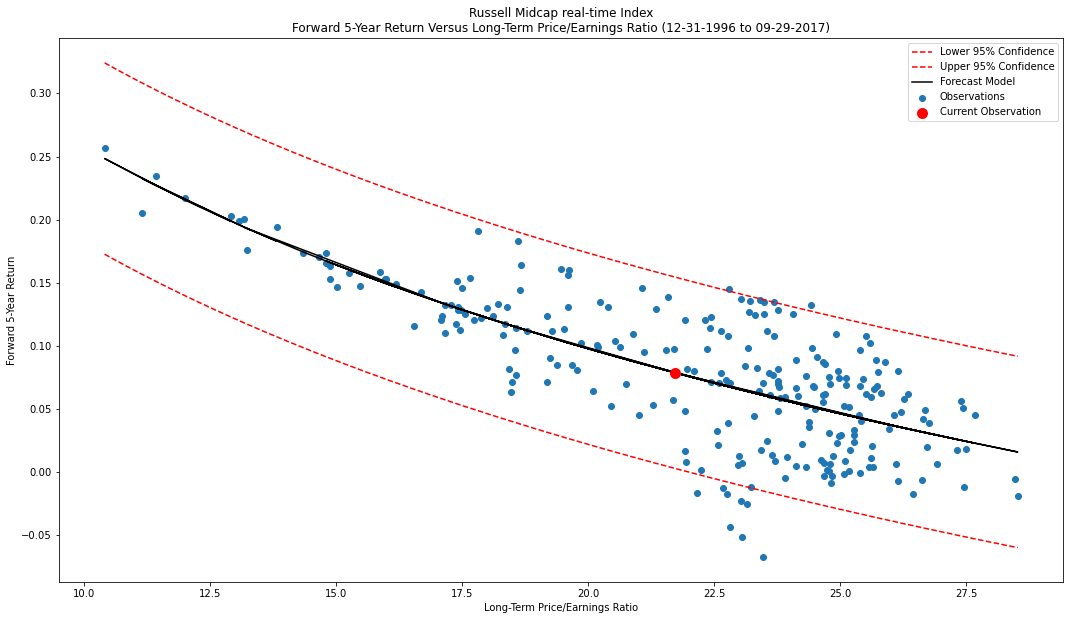 Russell Midcap real-time Index
Forward 5-Year Return Versus Long-Term Price/Earnings Ratio (12-31-1996 to 09-29-2017)
Lower 95% Confidence
Upper 95% Confidence
Forecast Model
Observations
Current Observation
Forward 5-Year Return
0.30
0.25
0.20
0.15
0.10
0.05
0.00
−0.05
10.0
12.5
15.0
17.5
20.0
22.5
25.0
27.5
Long-Term Price/Earnings Ratio